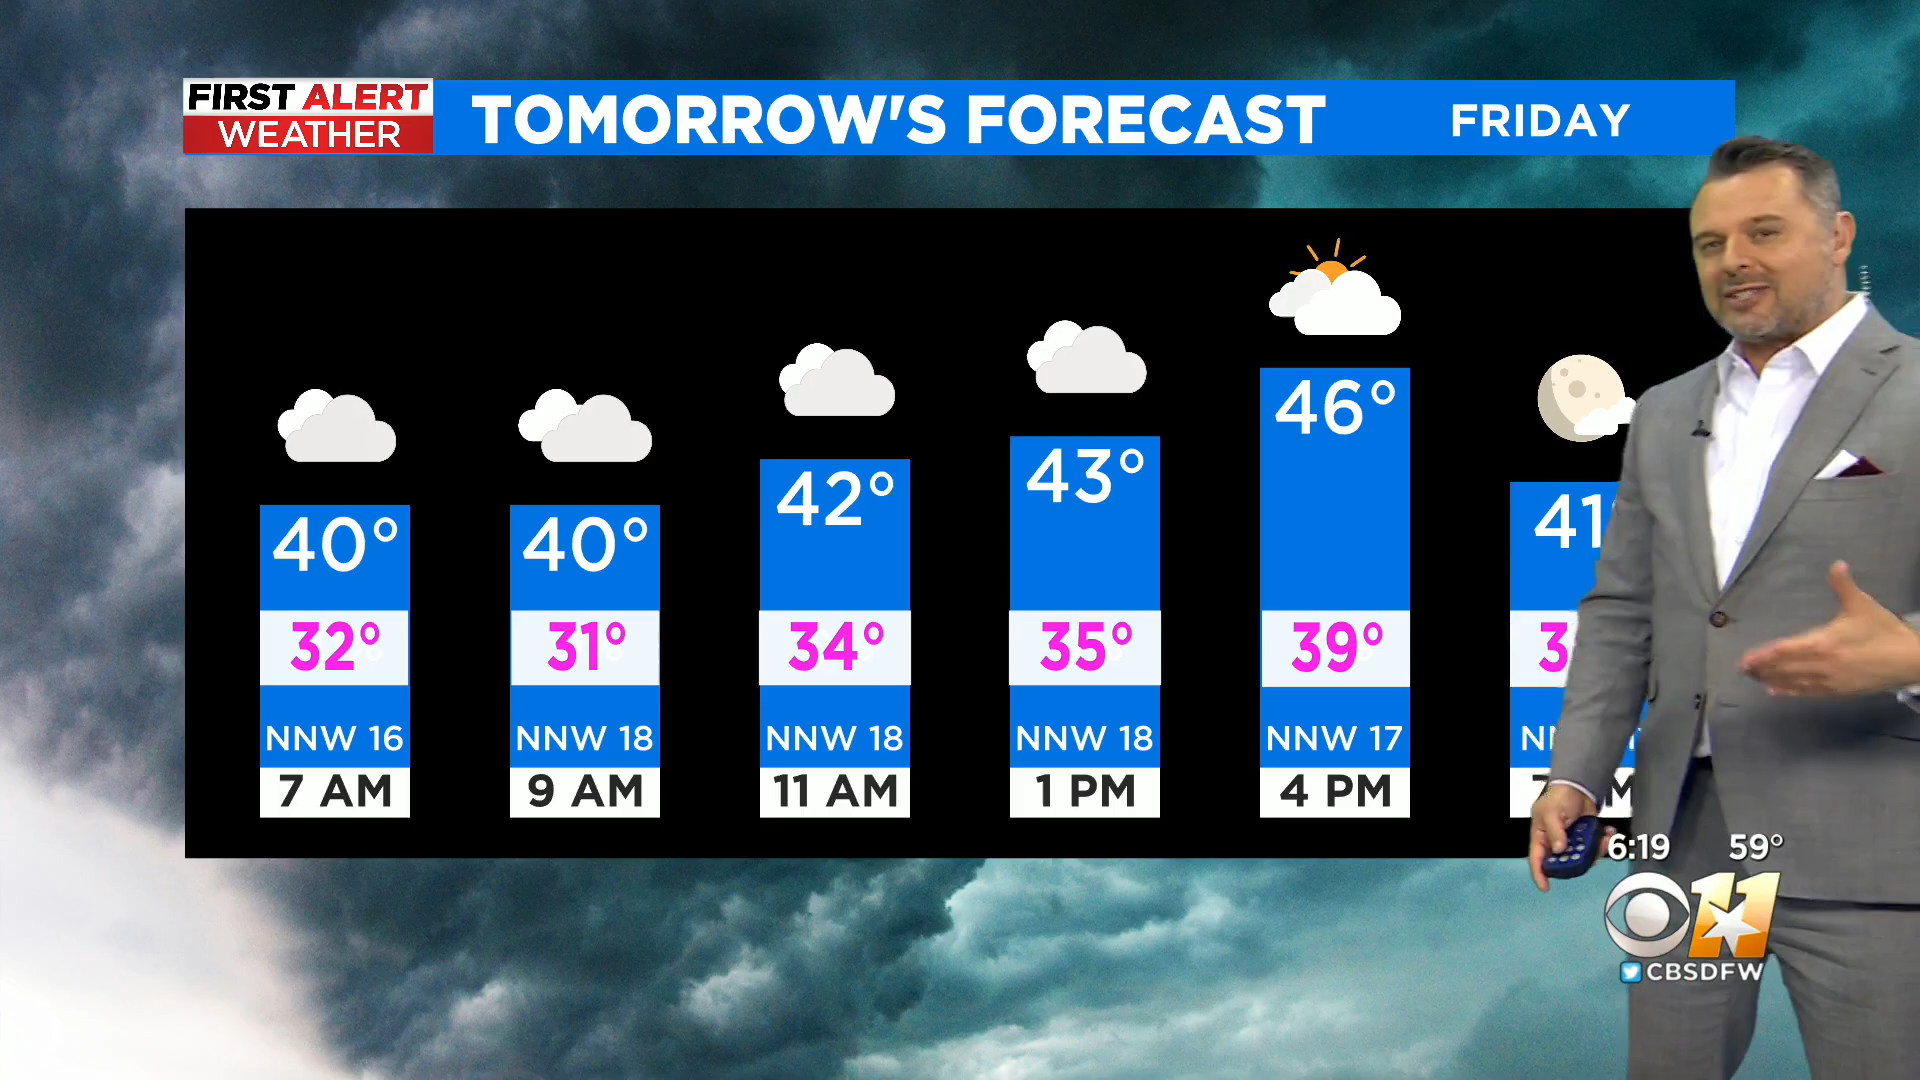 FIRST ALERT
WEATHER
TOMORROW'S FORECAST
FRIDAY
40° 40° 42° 43° 46° 41°
32° 31° 34° 35° 39°
NNW 16 NNW 18 NNW 18 NNW 18 NNW 17
7 AM 9 AM 11 AM 1 PM 4 PM
6:19 59°
11
CBSDFW